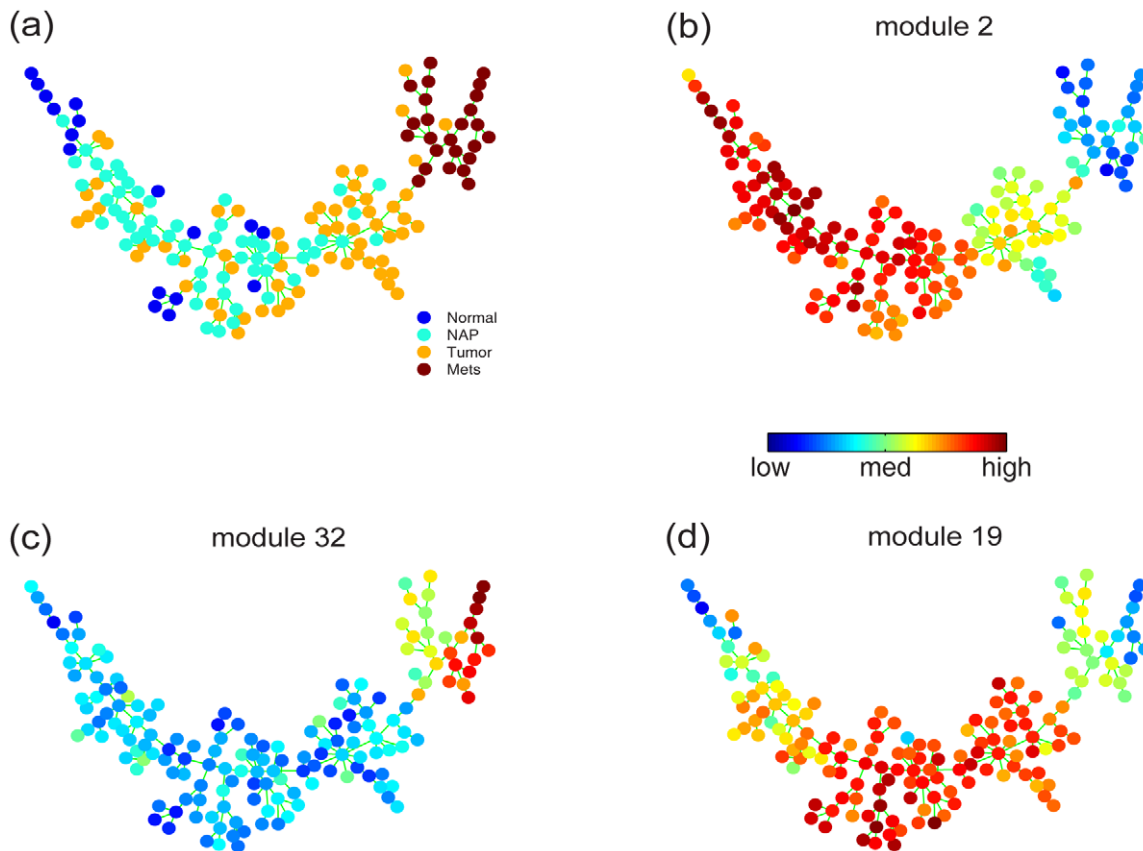 (a)
Normal
NAP
Tumor
Mets
(b) module 2
low med high
(c) module 32
(d) module 19